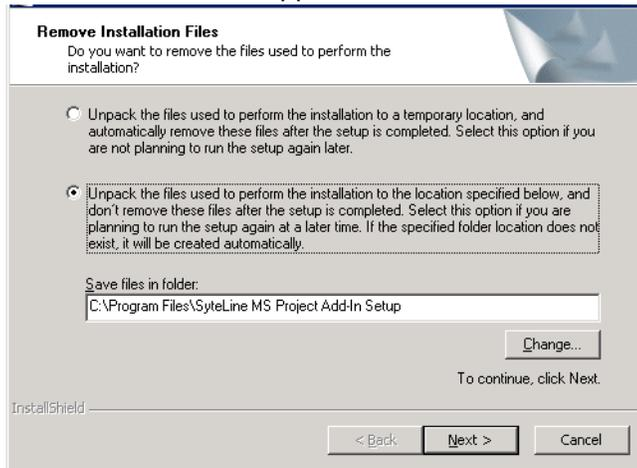 Remove Installation Files
Do you want to remove the files used to perform the
installation?
Unpack the files used to perform the installation to a temporary location, and
automatically remove these files after the setup is completed. Select this option if you
are not planning to run the setup again later.
Unpack the files used to perform the installation to the location specified below, and
don't remove these files after the setup is completed. Select this option if you are
planning to run the setup again at a later time. If the specified folder location does not
exist, it will be created automatically.
Save files in folder:
C:\Program Files\SyteLine MS Project Add-In Setup
Change...
To continue, click Next.
InstallShield
< Back Next > Cancel